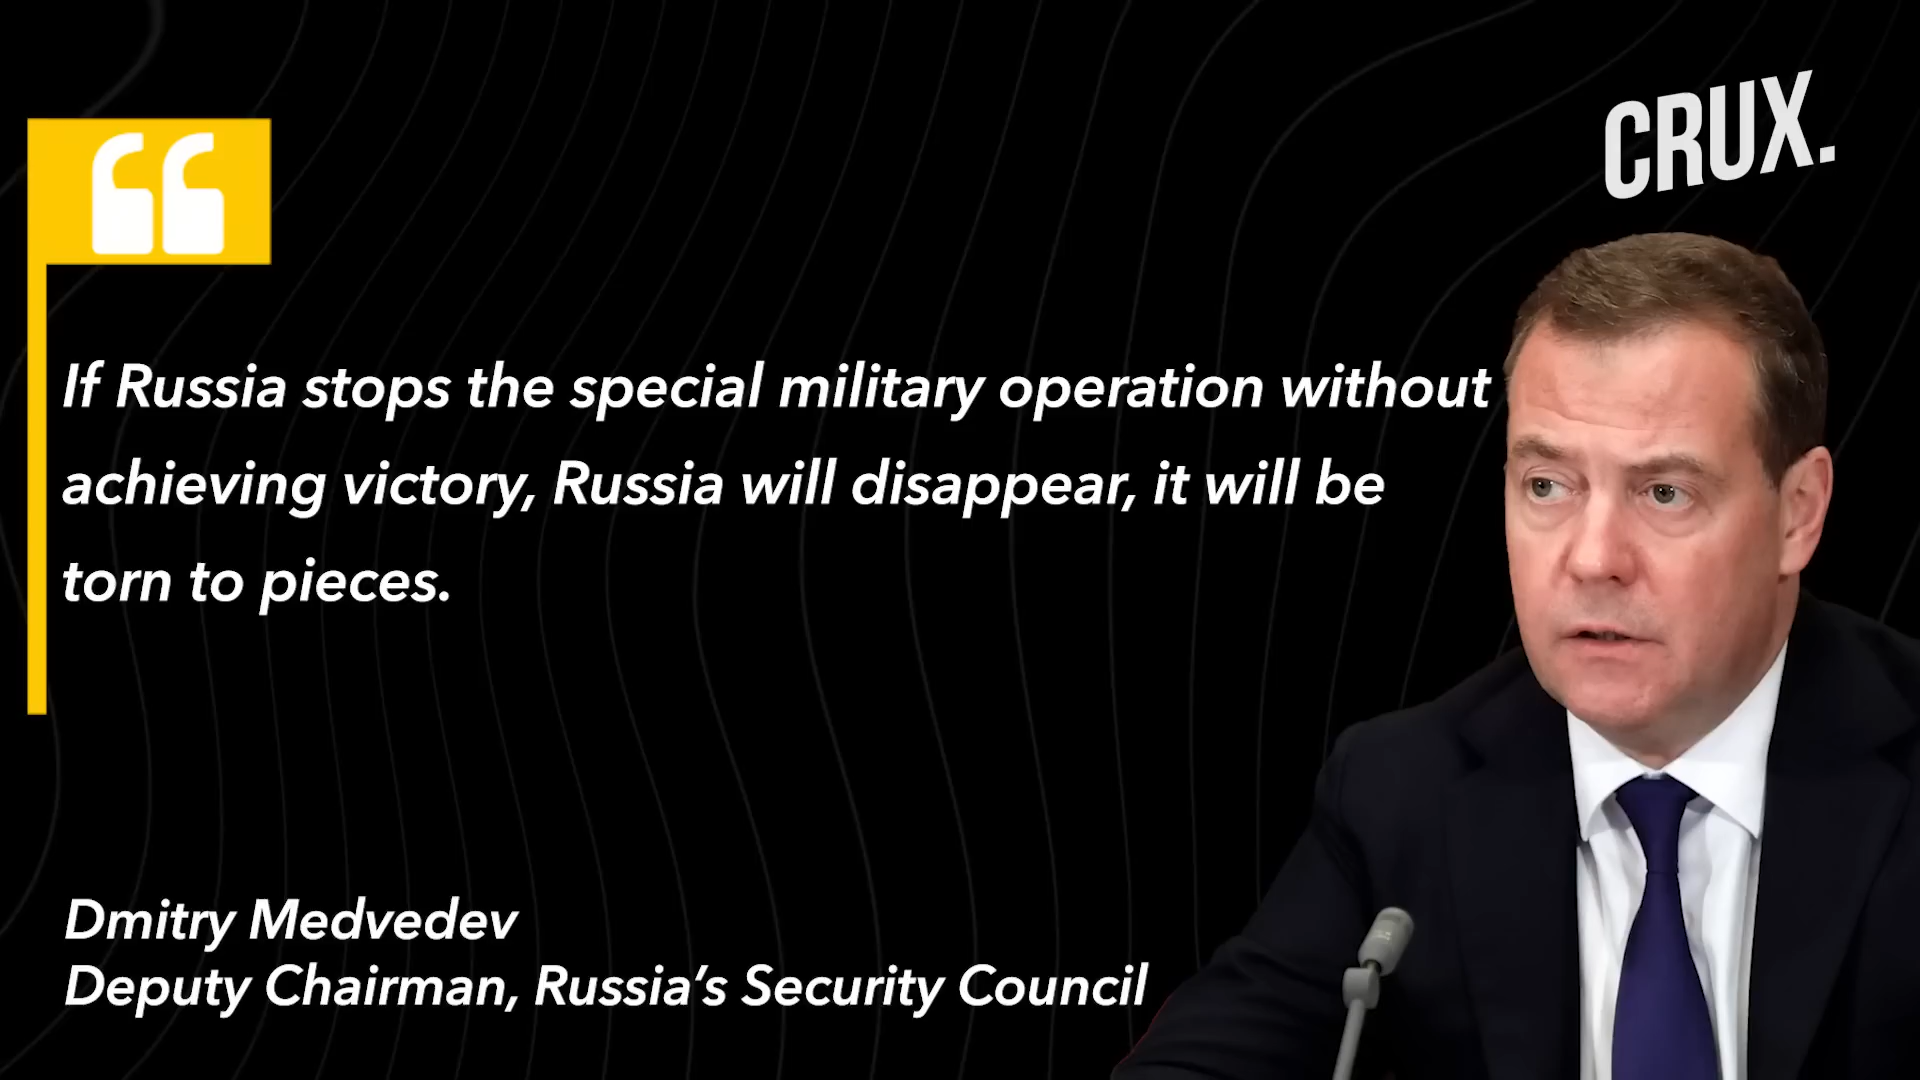 CRUX.
If Russia stops the special military operation without
achieving victory, Russia will disappear, it will be
torn to pieces.
Dmitry Medvedev
Deputy Chairman, Russia’s Security Council